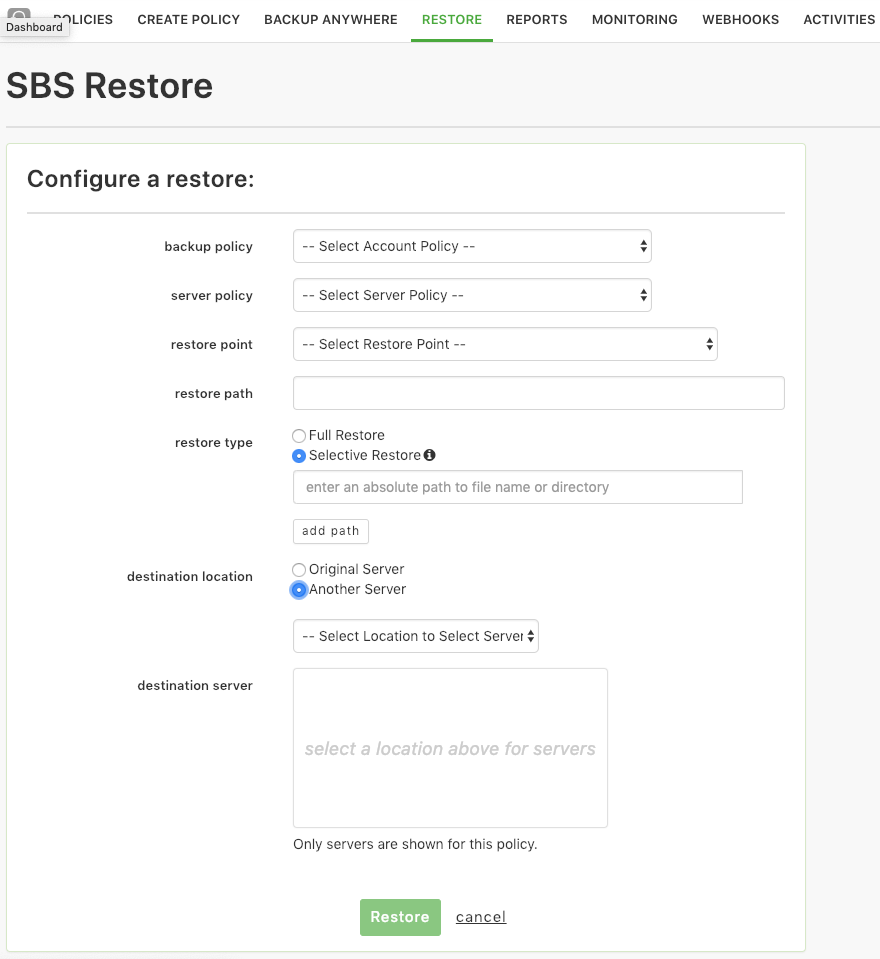 POLICIES CREATE POLICY BACKUP ANYWHERE RESTORE REPORTS MONITORING WEBHOOKS ACTIVITIES
Dashboard
SBS Restore
Configure a restore:
backup policy -- Select Account Policy --
server policy -- Select Server Policy --
restore point -- Select Restore Point --
restore path
restore type Full Restore
Selective Restore
enter an absolute path to file name or directory
add path
destination location Original Server
Another Server
-- Select Location to Select Server
destination server
select a location above for servers
Only servers are shown for this policy.
Restore cancel